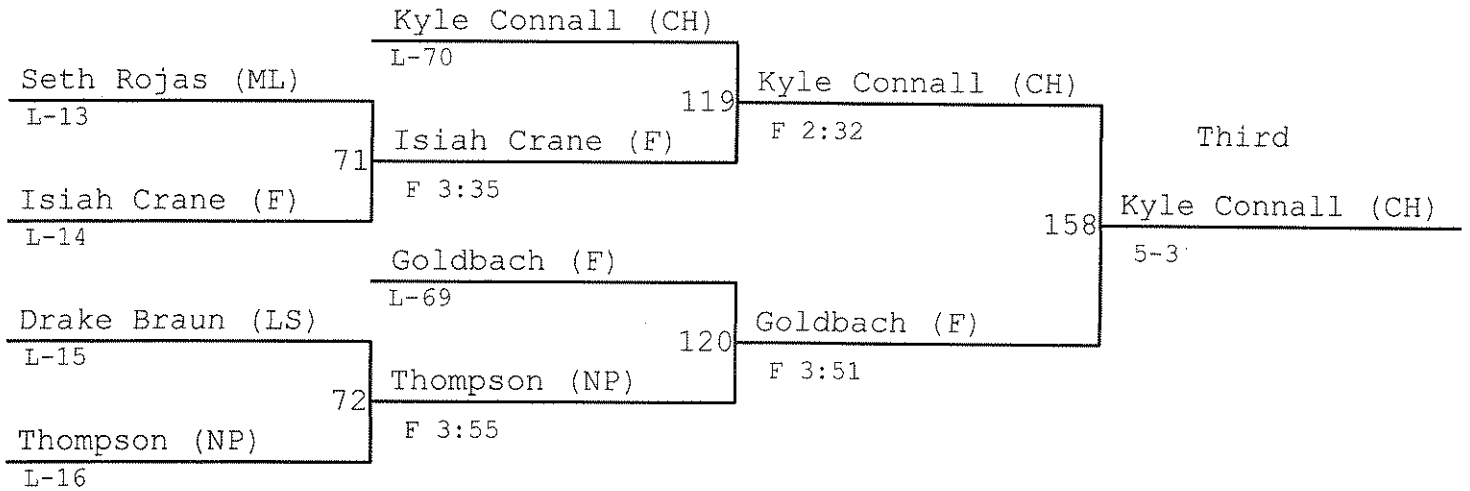 Kyle Connall (CH)
L-70
Seth Rojas (ML)
L-13
119
Kyle Connall (CH)
F 2:32
Third
71
Isiah Crane (F)
F 3:35
Isiah Crane (F)
L-14
158
Kyle Connall (CH)
5-3
Goldbach (F)
L-69
Drake Braun (LS)
L-15
120
Goldbach (F)
F 3:51
72
Thompson (NP)
F 3:55
Thompson (NP)
L-16